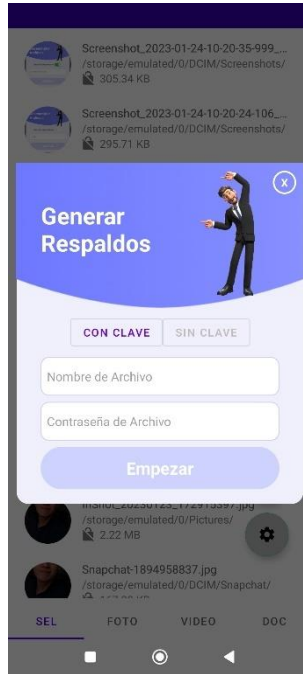 Screenshot_2023-01-24-10-20-35-999_...
/storage/emulated/0/DCIM/Screenshots/
305.34 KB
Screenshot_2023-01-24-10-20-24-106_...
/storage/emulated/0/DCIM/Screenshots/
295.71 KB
X
Generar
Respaldos
CON CLAVE SIN CLAVE
Nombre de Archivo
Contraseña de Archivo
Empezar
InShot_20230123_172915397.jpg
/storage/emulated/0/Pictures/
2.22 MB
Snapchat-1894958837.jpg
/storage/emulated/0/DCIM/Snapchat/
SEL FOTO VIDEO DOC